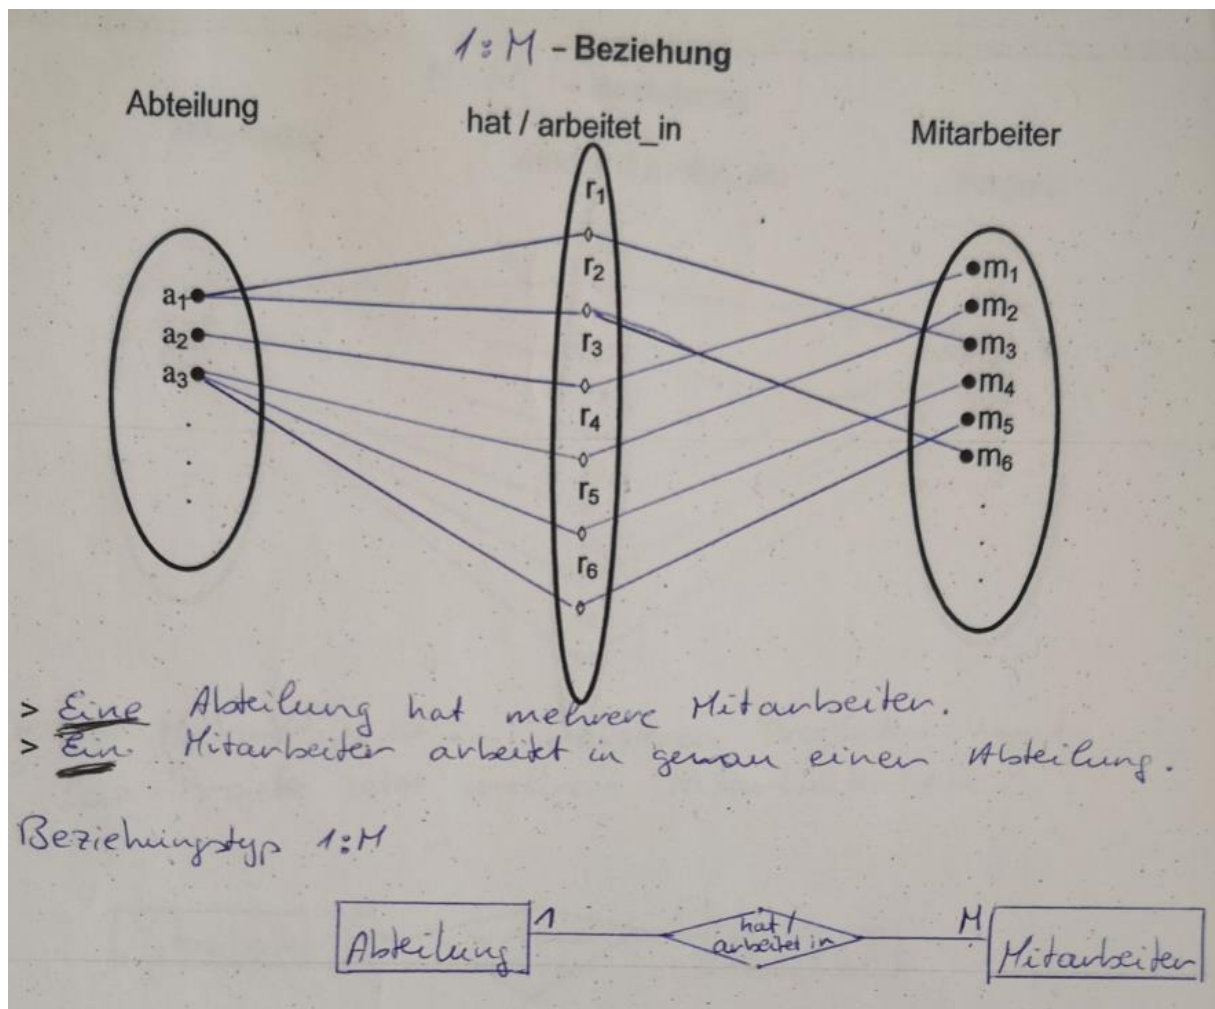 1:M – Beziehung
Abteilung
hat / arbeitet_in
Mitarbeiter
r1
r2
r3
r4
r5
r6
a1
a2
a3
m1
m2
m3
m4
m5
m6
> Eine Abteilung hat mehrere Mitarbeiter.
> Ein Mitarbeiter arbeitet in genau einer Abteilung.
Beziehungstyp 1:M
Abteilung
1
hat /
arbeitet in
M
Mitarbeiter